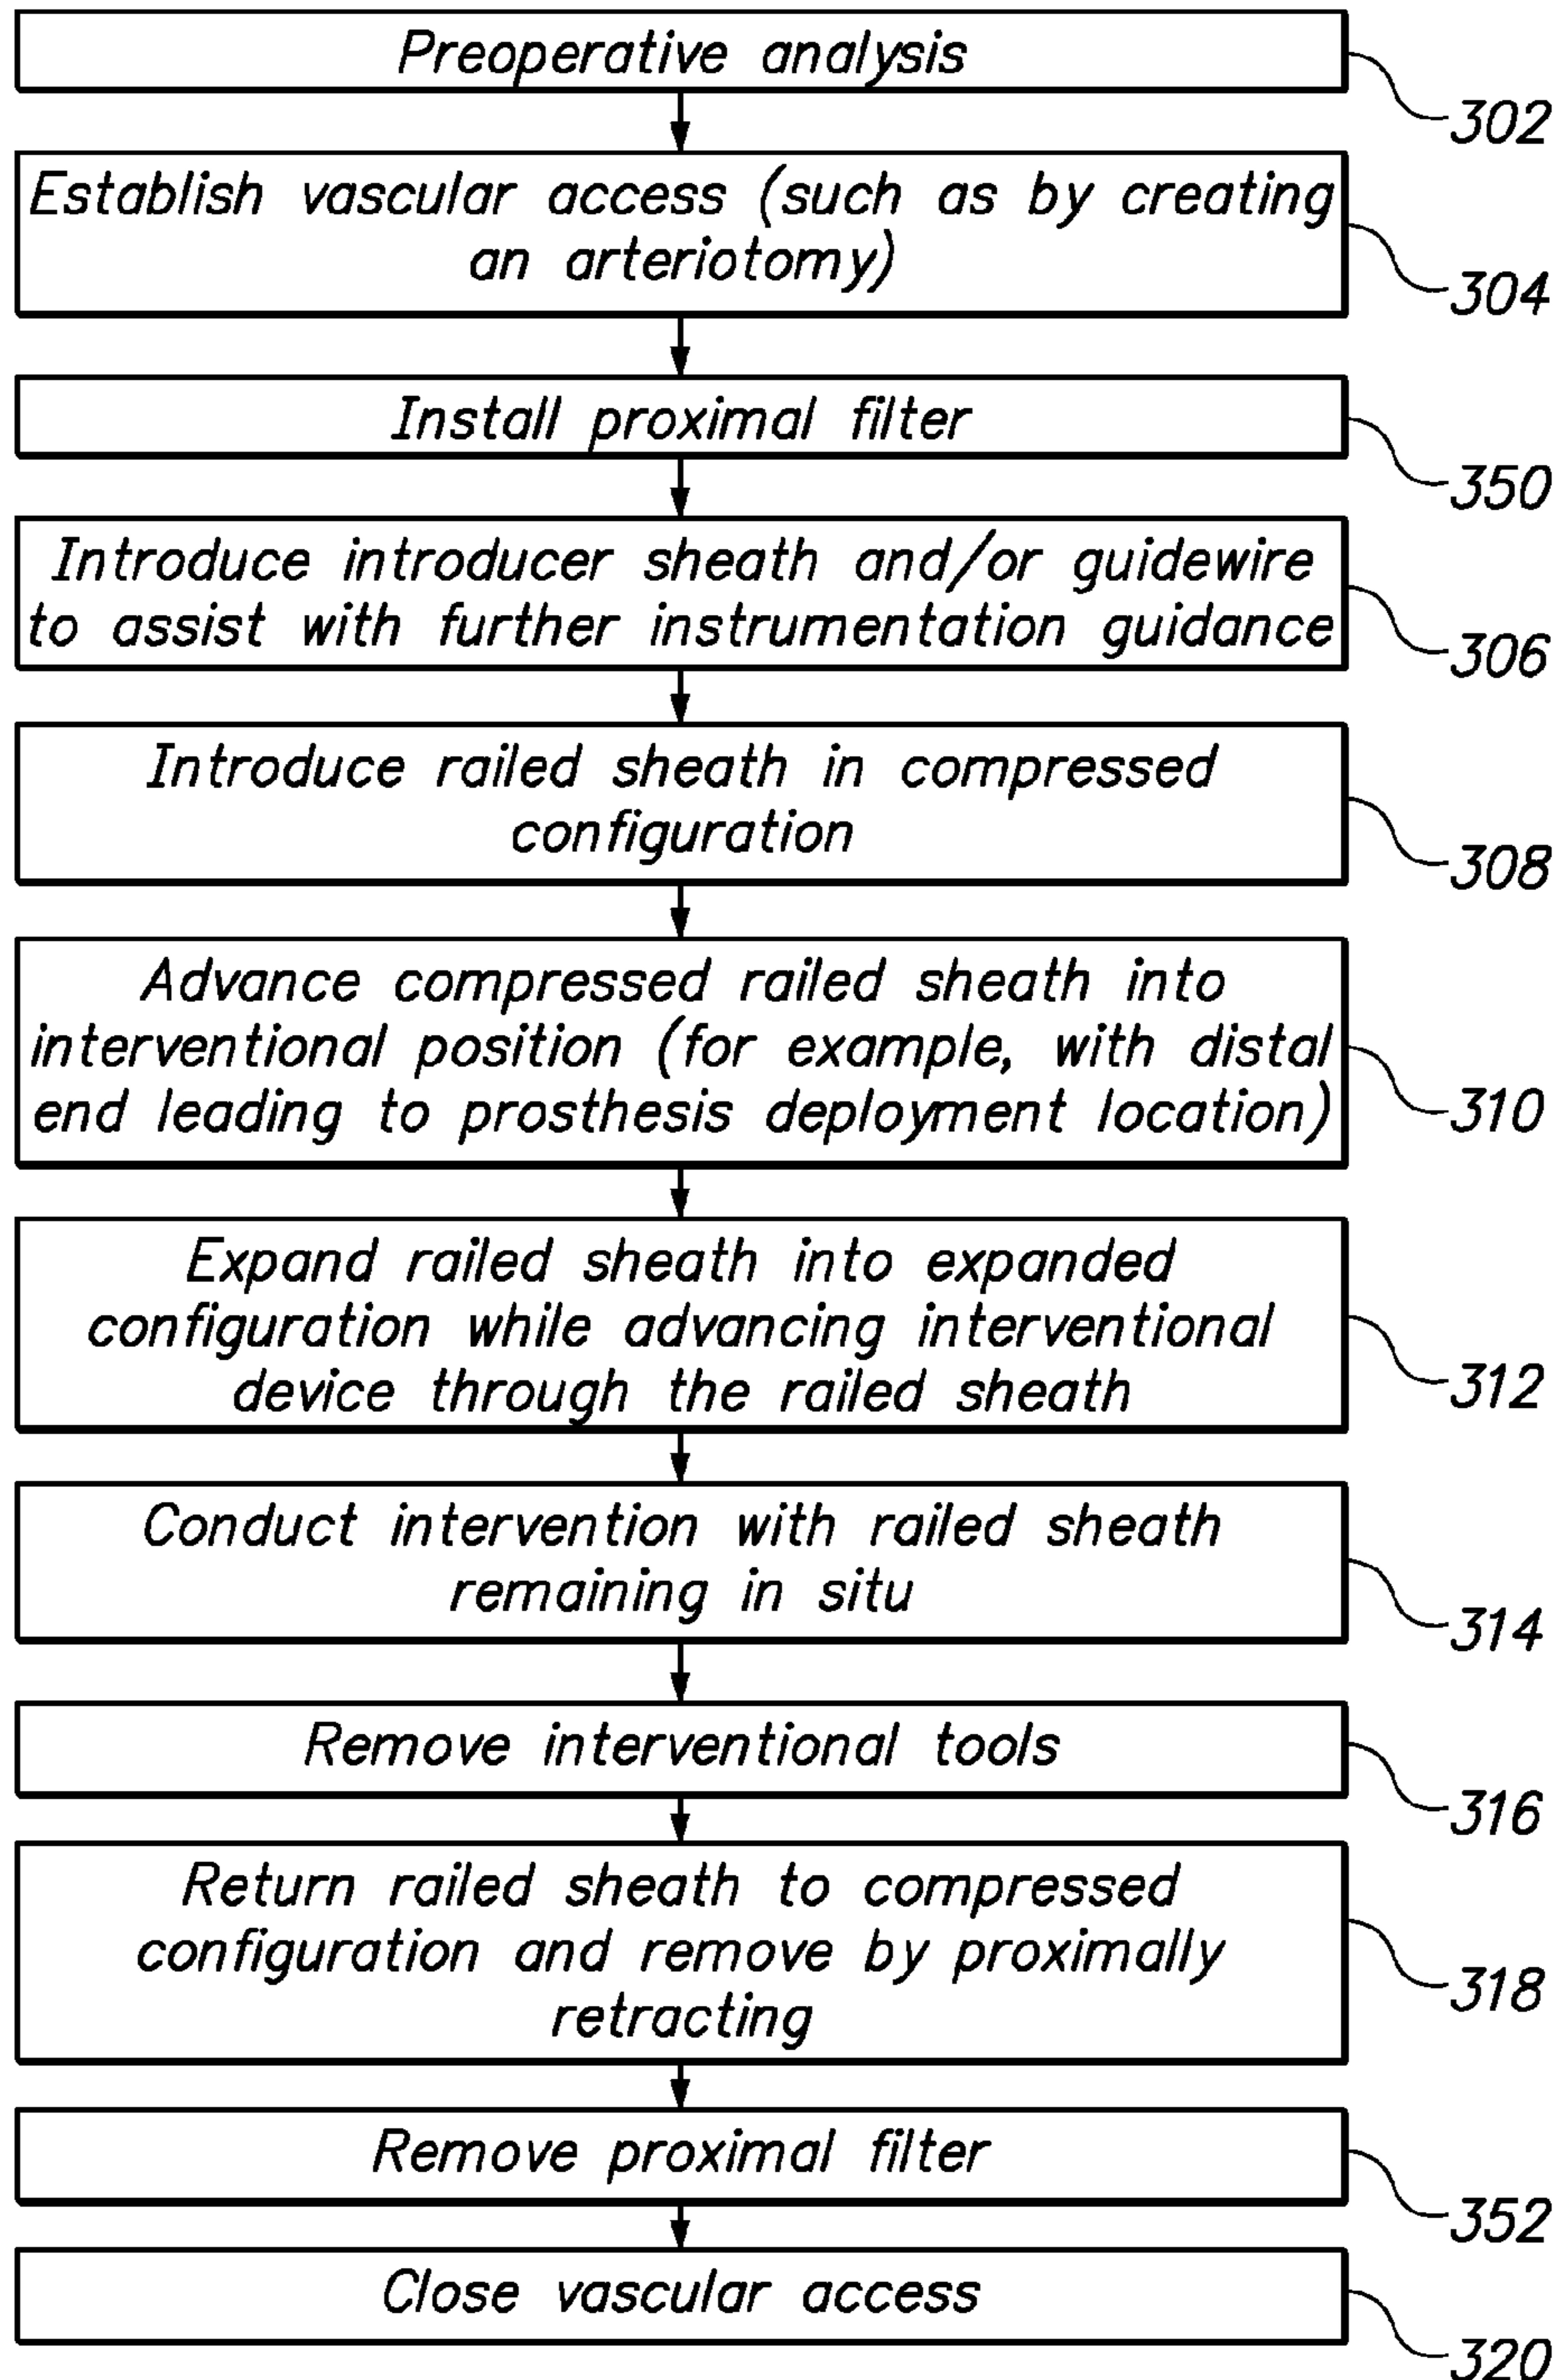 Preoperative analysis
302
Establish vascular access (such as by creating
an arteriotomy)
304
Install proximal filter
350
Introduce introducer sheath and/or guidewire
to assist with further instrumentation guidance
306
Introduce railed sheath in compressed
configuration
308
Advance compressed railed sheath into
interventional position (for example, with distal
end leading to prosthesis deployment location)
310
Expand railed sheath into expanded
configuration while advancing interventional
device through the railed sheath
312
Conduct intervention with railed sheath
remaining in situ
314
Remove interventional tools
316
Return railed sheath to compressed
configuration and remove by proximally
retracting
318
Remove proximal filter
352
Close vascular access
320